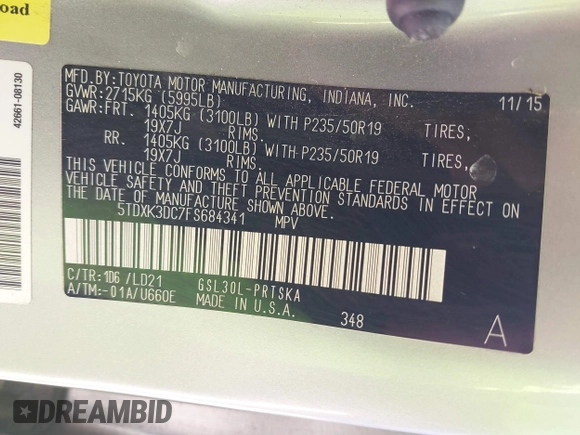 oad
42661-08130
MFD.BY:TOYOTA MOTOR MANUFACTURING, INDIANA, INC. 11/15
GVWR:2715KG (5995LB)
GAWR:FRT. 1405KG (3100LB) WITH P235/50R19 TIRES,
19X7J RIMS.
RR. 1405KG (3100LB) WITH P235/50R19 TIRES,
19X7J RIMS.
THIS VEHICLE CONFORMS TO ALL APPLICABLE FEDERAL MOTOR
VEHICLE SAFETY AND THEFT PREVENTION STANDARDS IN EFFECT ON
THE DATE OF MANUFACTURE SHOWN ABOVE.
5TDXK3DC7FS684341 MPV
C/TR:1D6 /LD21 GSL30L-PRTSKA
A/TM:-01A/U660E MADE IN U.S.A. 348 A
DREAMBID